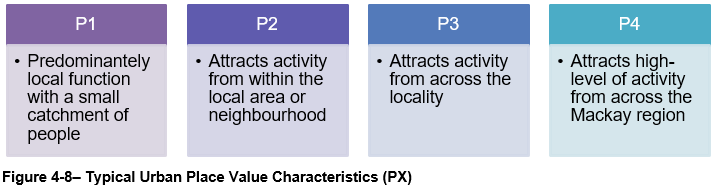 P1
• Predominantely
local function
with a small
catchment of
people
P2
• Attracts activity
from within the
local area or
neighbourhood
P3
• Attracts activity
from across the
locality
P4
• Attracts high-
level of activity
from across the
Mackay region
Figure 4-8– Typical Urban Place Value Characteristics (PX)